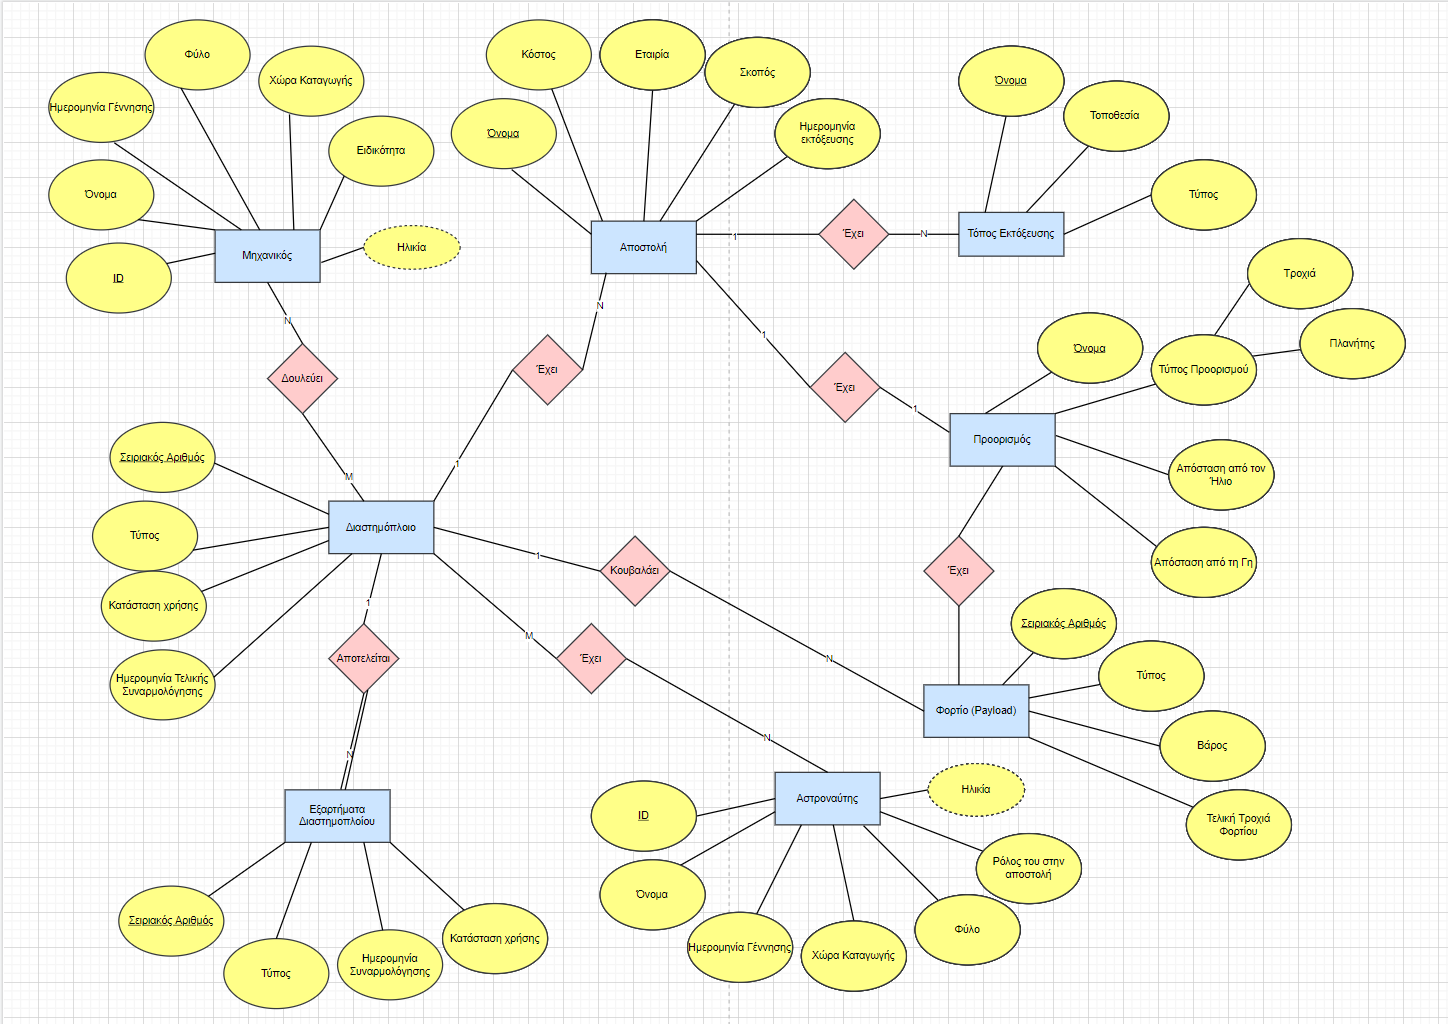 Φύλο
Κόστος
Εταιρία
Σκοπός
Χώρα Καταγωγής
Όνομα
Ημερομηνία Γέννησης
Τοποθεσία
Όνομα
Ημερομηνία
εκτόξευσης
Ειδικότητα
Όνομα
Τύπος
Αποστολή
1
Έχει
N
Τόπος Εκτόξευσης
Μηχανικός
Ηλικία
ID
Τροχιά
N
N
1
Όνομα
Πλανήτης
Δουλεύει
Έχει
Έχει
Τύπος Προορισμού
1
Προορισμός
Σειριακός Αριθμός
1
M
Απόσταση από τον
Ήλιο
Τύπος
Διαστημόπλοιο
1
Κουβαλάει
Έχει
Απόσταση από τη Γη
Κατάσταση χρήσης
1
Σειριακός Αριθμός
M
Αποτελείται
Έχει
N
Τύπος
Ημερομηνία Τελικής
Συναρμολόγησης
Φορτίο (Payload)
N
N
Βάρος
Εξαρτήματα
Διαστημοπλοίου
Αστροναύτης
Ηλικία
ID
Τελική Τροχιά
Φορτίου
Ρόλος του στην
αποστολή
Όνομα
Σειριακός Αριθμός
Φύλο
Κατάσταση χρήσης
Ημερομηνία Γέννησης
Χώρα Καταγωγής
Τύπος
Ημερομηνία
Συναρμολόγησης